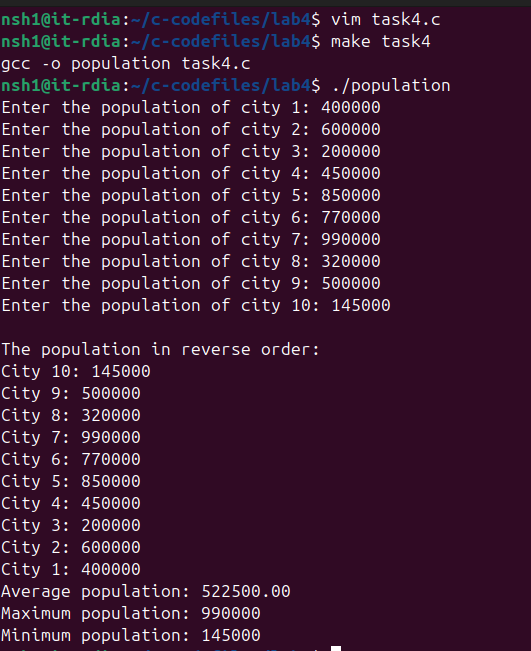 nsh1@it-rdia:~/c-codefiles/lab4$ vim task4.c
nsh1@it-rdia:~/c-codefiles/lab4$ make task4
gcc -o population task4.c
nsh1@it-rdia:~/c-codefiles/lab4$ ./population
Enter the population of city 1: 400000
Enter the population of city 2: 600000
Enter the population of city 3: 200000
Enter the population of city 4: 450000
Enter the population of city 5: 850000
Enter the population of city 6: 770000
Enter the population of city 7: 990000
Enter the population of city 8: 320000
Enter the population of city 9: 500000
Enter the population of city 10: 145000
The population in reverse order:
City 10: 145000
City 9: 500000
City 8: 320000
City 7: 990000
City 6: 770000
City 5: 850000
City 4: 450000
City 3: 200000
City 2: 600000
City 1: 400000
Average population: 522500.00
Maximum population: 990000
Minimum population: 145000